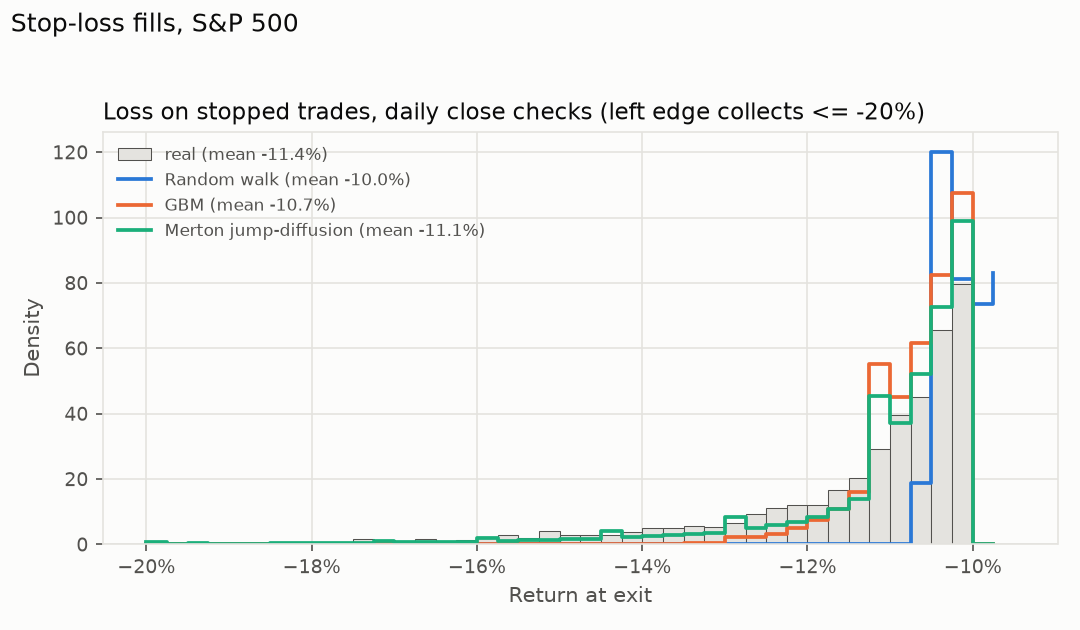 Stop-loss fills, S&P 500
Loss on stopped trades, daily close checks (left edge collects <= -20%)
real (mean -11.4%)
Random walk (mean -10.0%)
GBM (mean -10.7%)
Merton jump-diffusion (mean -11.1%)
120
100
80
60
40
20
0
Density
−20%
−18%
−16%
−14%
−12%
−10%
Return at exit